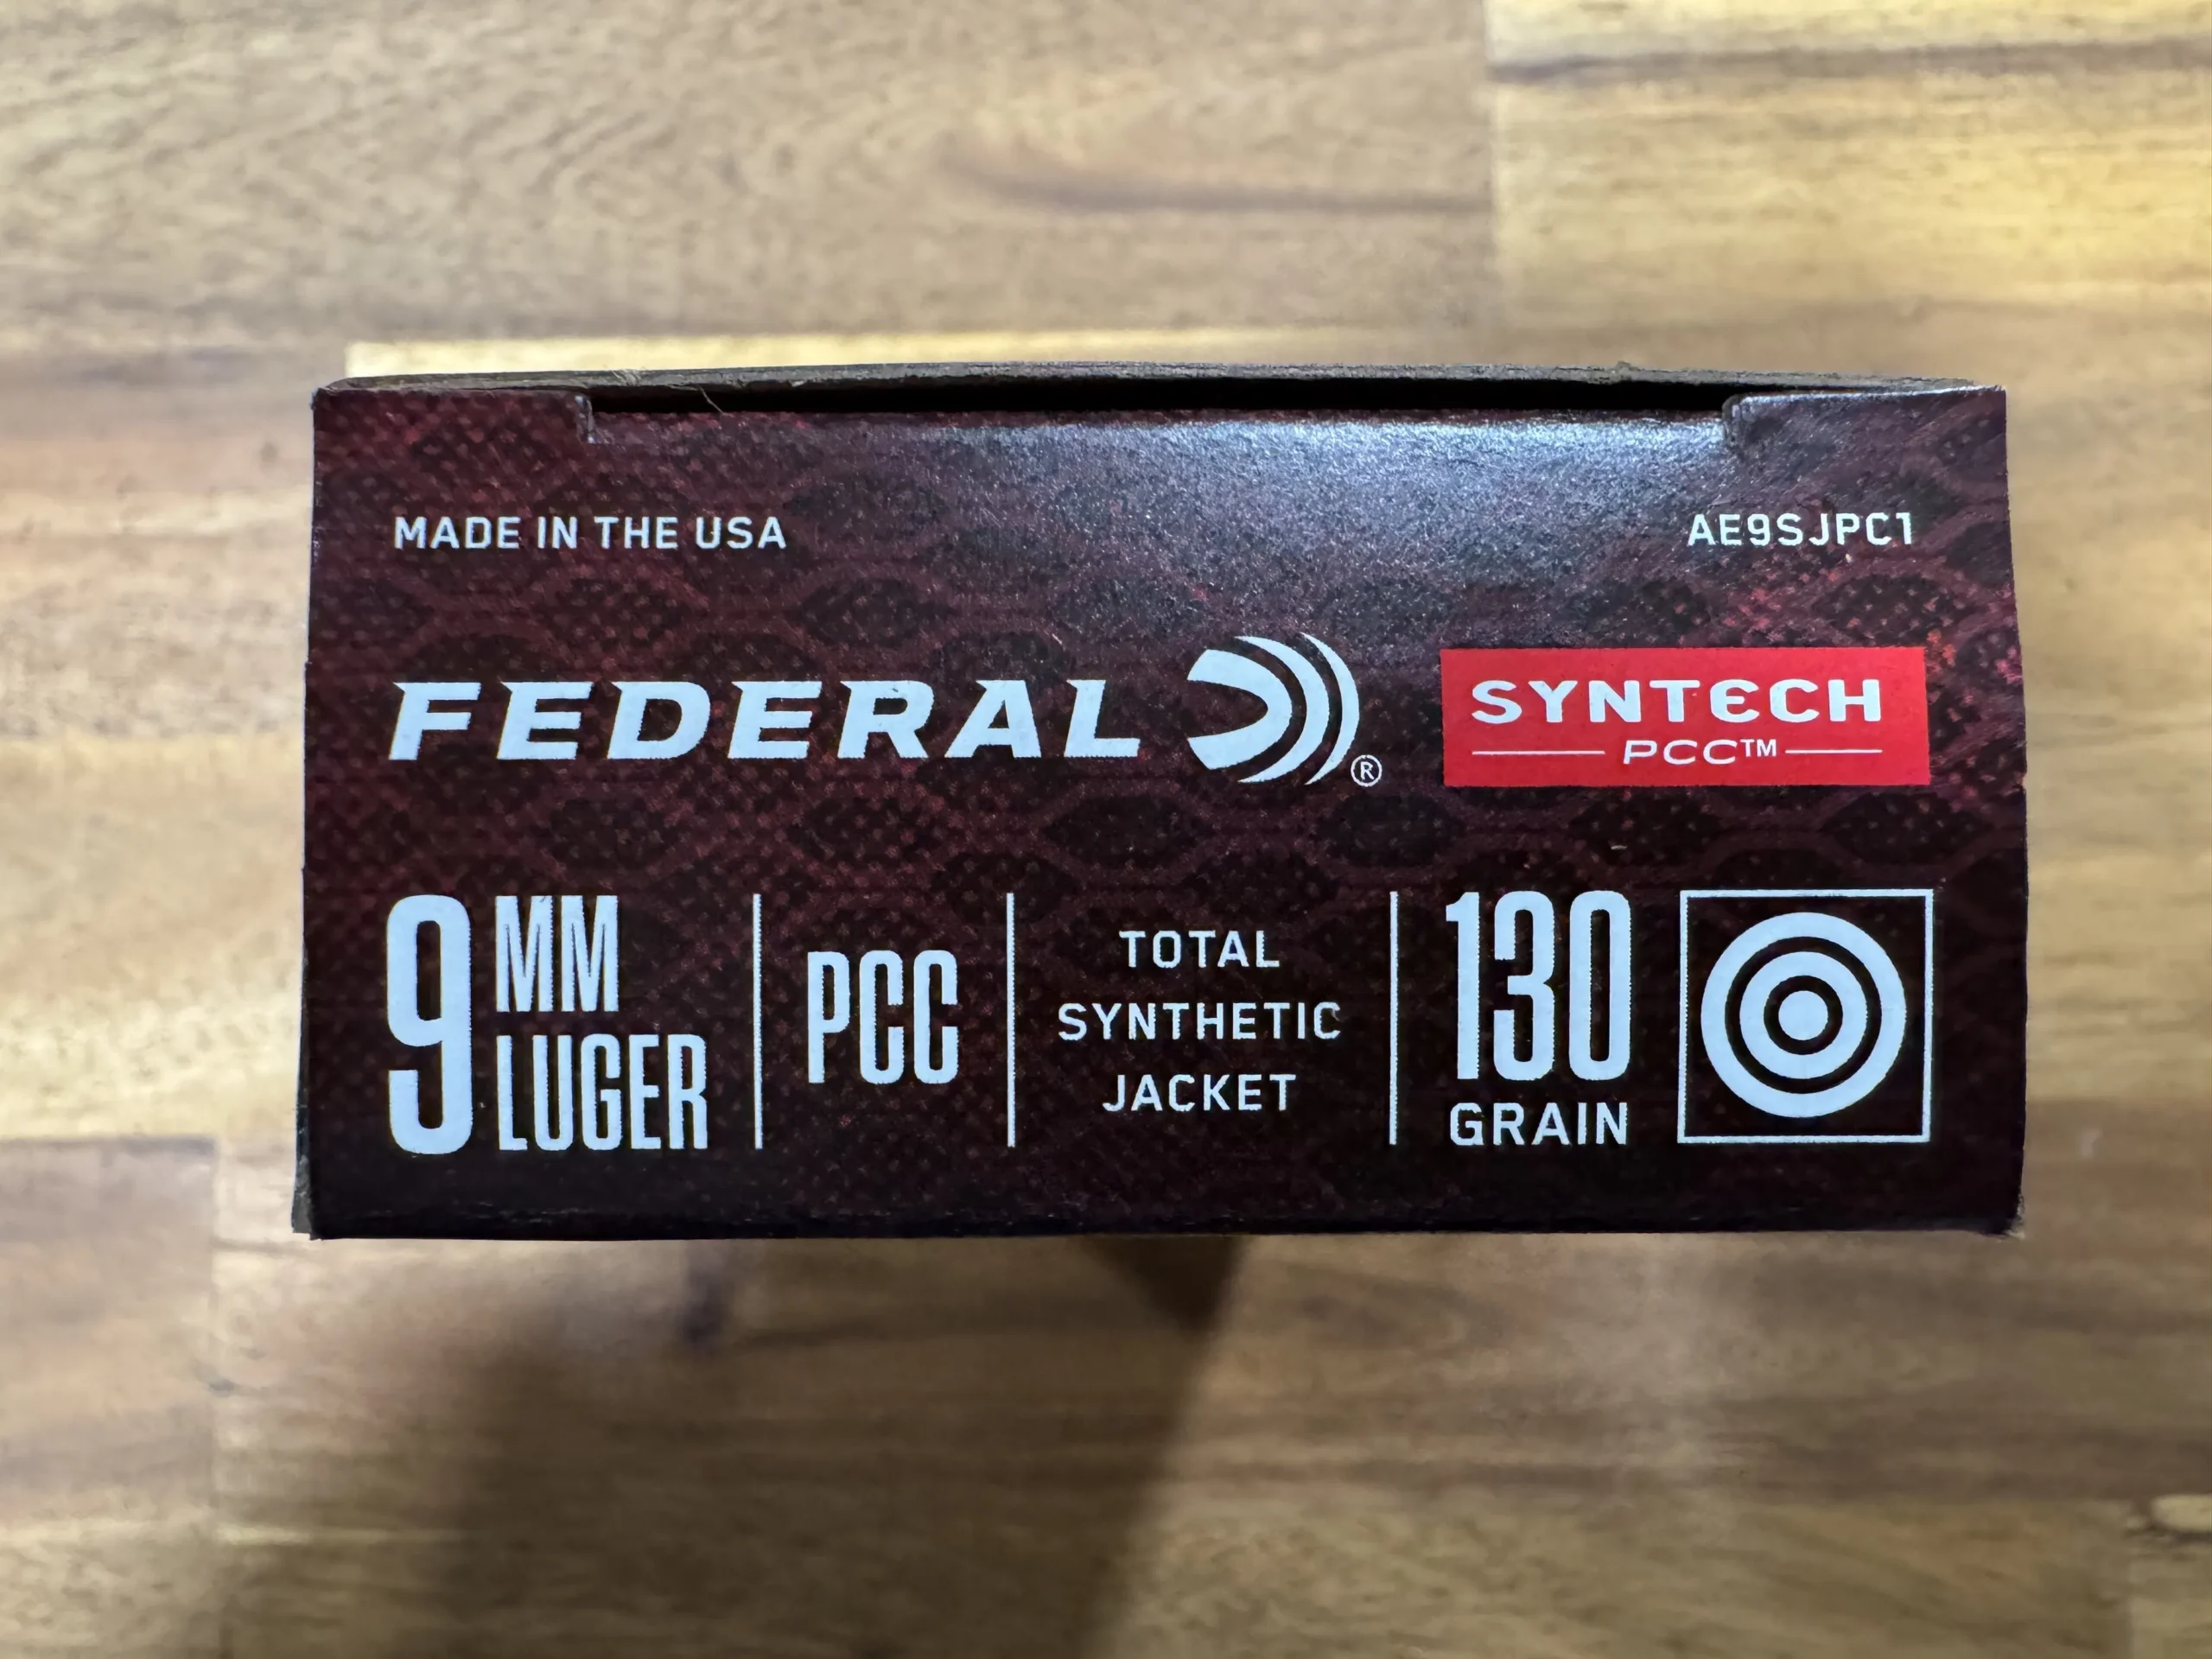 MADE IN THE USA
AE9SJPC1
FEDERAL ®
SYNTECH
PCC™
9 MM
LUGER
PCC
TOTAL
SYNTHETIC
JACKET
130
GRAIN